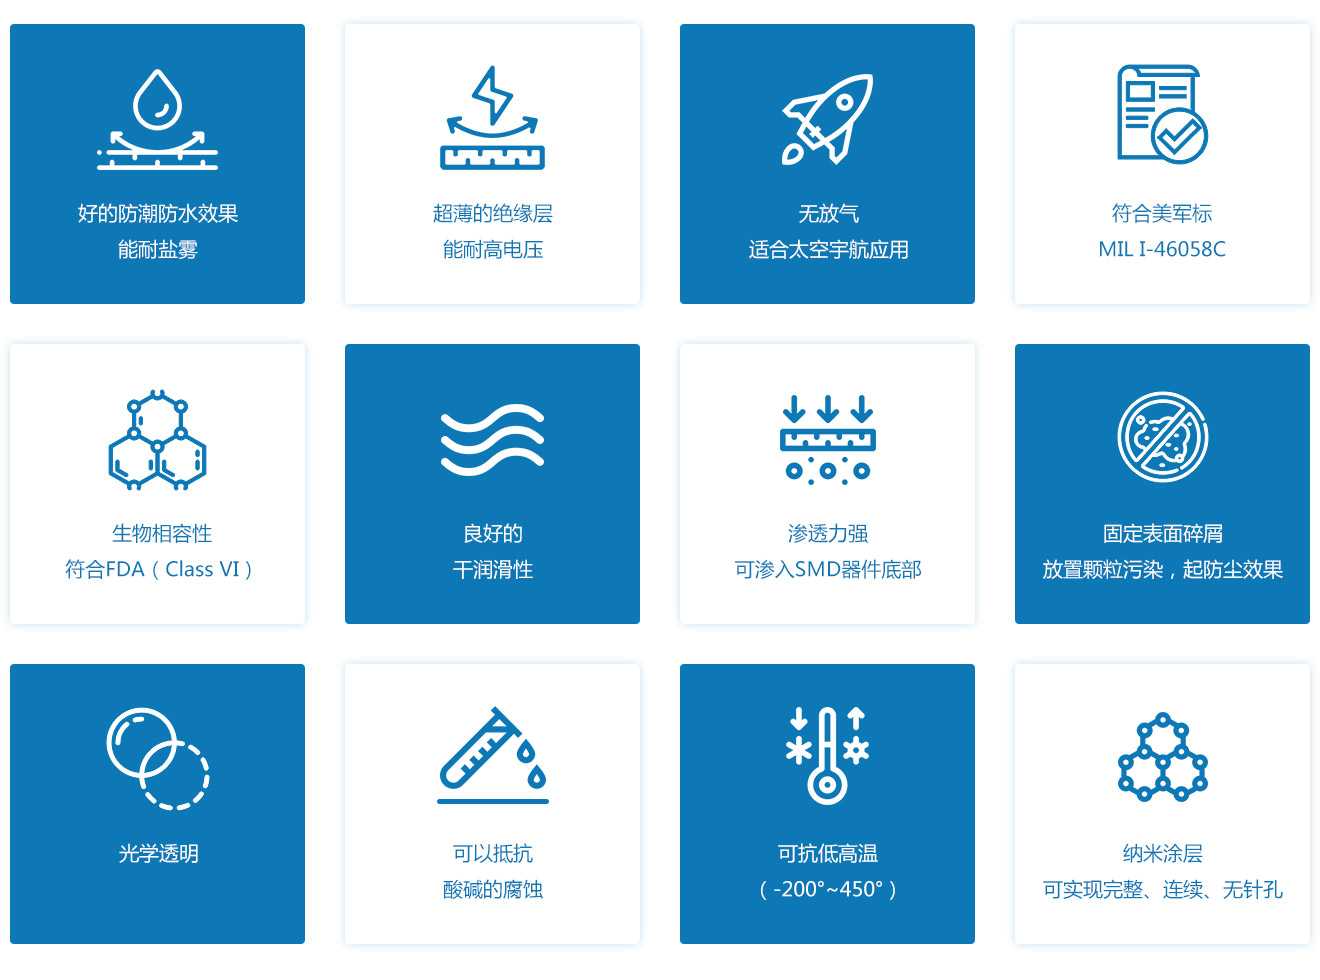 好的防潮防水效果
能耐盐雾
超薄的绝缘层
能耐高电压
无放气
适合太空宇航应用
符合美军标
MIL I-46058C
生物相容性
符合FDA（Class VI）
良好的
干润滑性
渗透力强
可渗入SMD器件底部
固定表面碎屑
放置颗粒污染，起防尘效果
光学透明
可以抵抗
酸碱的腐蚀
可抗低高温
（-200°~450°）
纳米涂层
可实现完整、连续、无针孔